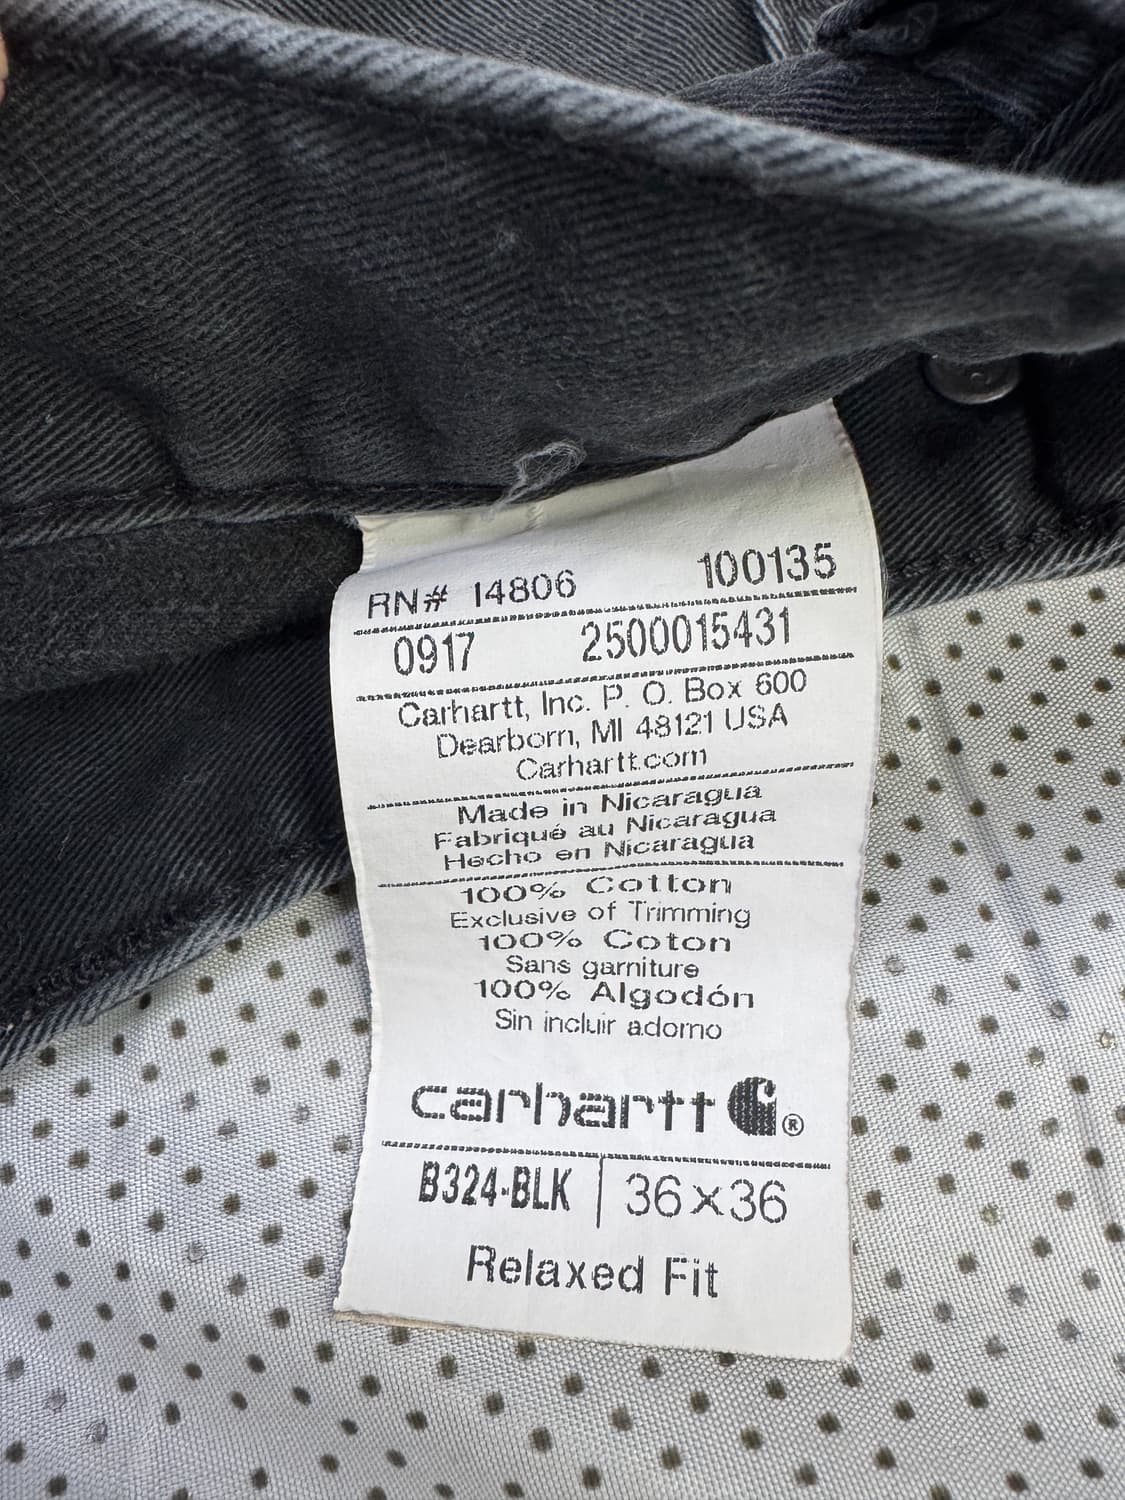 RN# 14806 100135
0917 2500015431
Carhartt, Inc. P. O. Box 600
Dearborn, MI 48121 USA
Carhartt.com
Made in Nicaragua
Fabriqué au Nicaragua
Hecho en Nicaragua
100% Cotton
Exclusive of Trimming
100% Coton
Sans garniture
100% Algodón
Sin incluir adorno
carhartt ®
B324-BLK | 36x36
Relaxed Fit